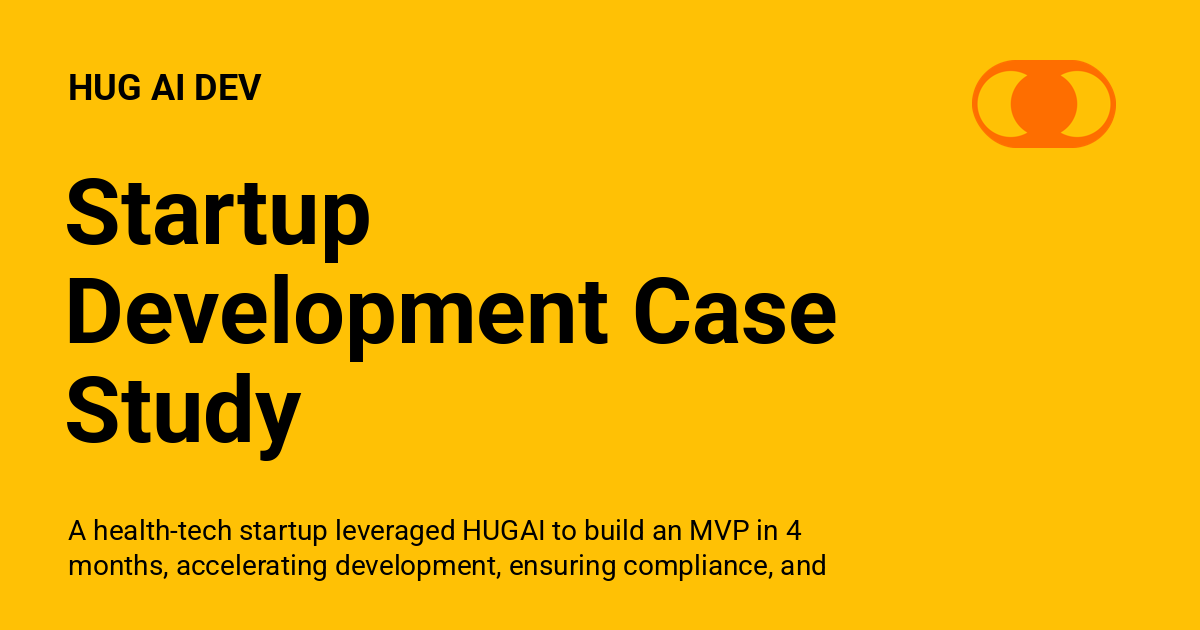 HUG AI DEV
Startup
Development Case
Study
A health-tech startup leveraged HUGAI to build an MVP in 4
months, accelerating development, ensuring compliance, and